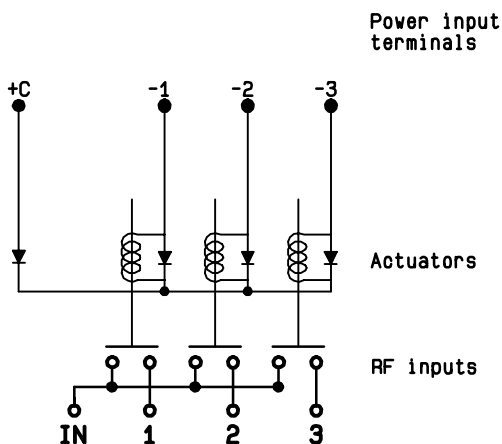 Power input
terminals
+C -1 -2 -3
Actuators
RF inputs
IN 1 2 3